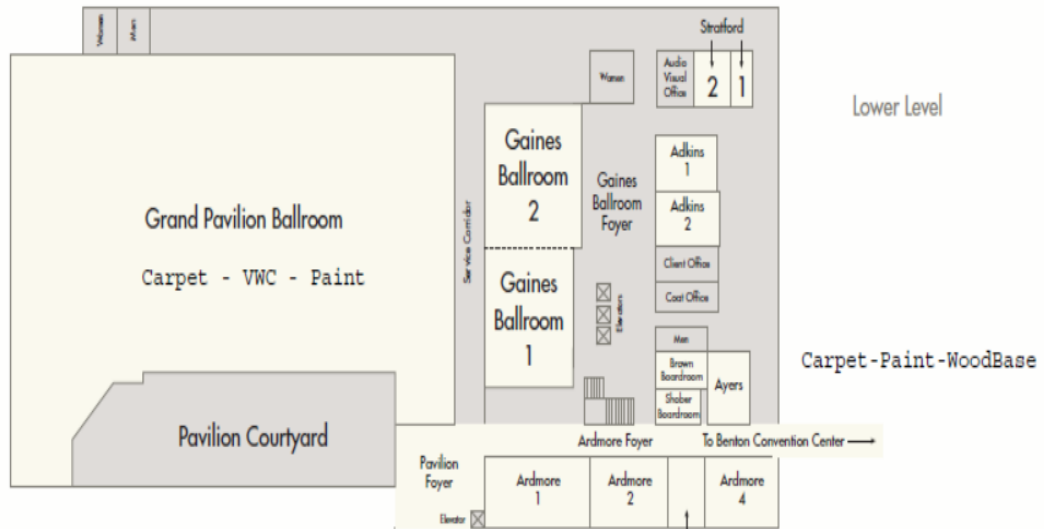 Women
Men
Stratford
Women
Audio
Visual
Office
2
1
Lower Level
Gaines
Ballroom
2
Gaines
Ballroom
Foyer
Adkins
1
Adkins
2
Grand Pavilion Ballroom
Carpet - VWC - Paint
Service Corridor
Client Office
Coat Office
Gaines
Ballroom
1
Elevators
Men
Brown
Boardroom
Ayers
Shober
Boardroom
Carpet-Paint-WoodBase
Pavilion Courtyard
Ardmore Foyer
To Benton Convention Center
Pavilion
Foyer
Elevator
Ardmore
1
Ardmore
2
Ardmore
4